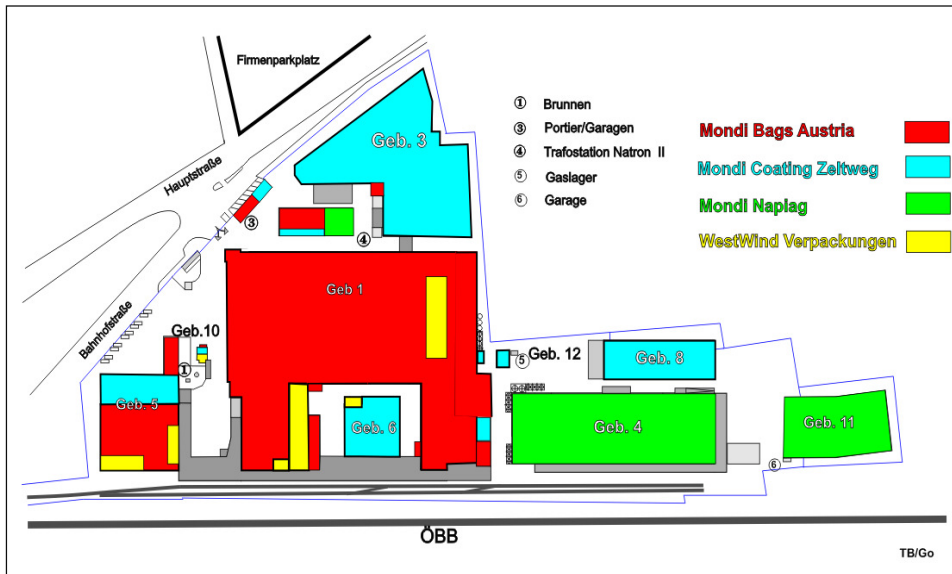 Firmenparkplatz
Hauptstraße
Bahnhofstraße
① Brunnen
③ Portier/Garagen
④ Trafostation Natron II
⑤ Gaslager
⑥ Garage
Mondi Bags Austria
Mondi Coating Zeltweg
Mondi Naplag
WestWind Verpackungen
Geb. 3
③
④
Geb 1
Geb.10
①
Geb. 5
Geb. 6
⑤
Geb. 12
Geb. 8
Geb. 4
Geb. 11
⑥
ÖBB
TB/Go